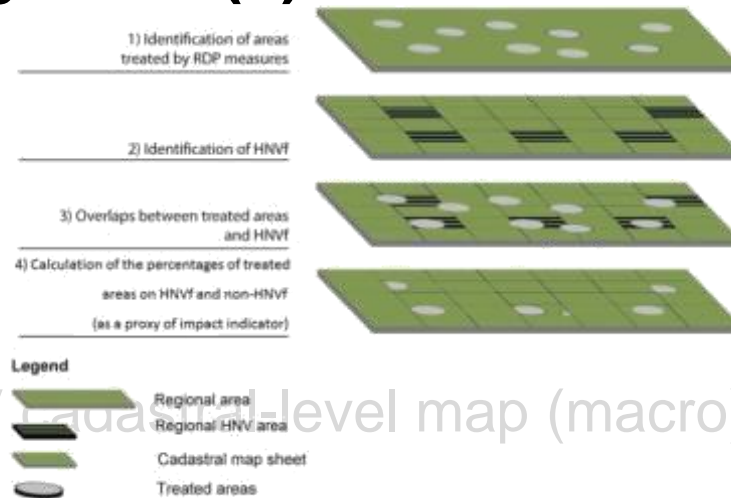 1) Identification of areas
treated by RDP measures
2) Identification of HNVf
3) Overlaps between treated areas
and HNVf
4) Calculation of the percentages of treated
areas on HNVf and non-HNVf
(as a proxy of impact indicator)
Legend
cadastral-level map (macro
Regional area
Regional HNV area
Cadastral map sheet
Treated areas